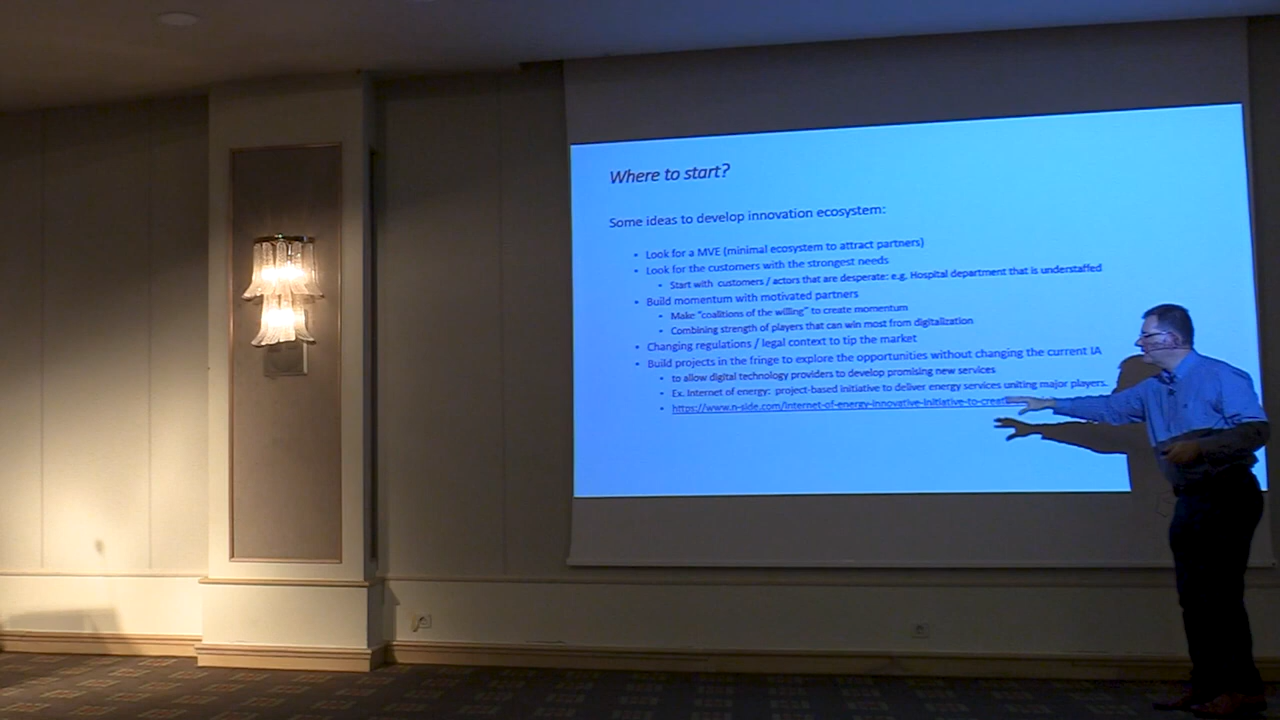 Where to start?
Some ideas to develop innovation ecosystem:
• Look for a MVE (minimal ecosystem to attract partners)
• Look for the customers with the strongest needs
• Start with customers / actors that are desperate: e.g. Hospital department that is understaffed
• Build momentum with motivated partners
• Make "coalitions of the willing" to create momentum
• Combining strength of players that can win most from digitalization
• Changing regulations / legal context to tip the market
• Build projects in the fringe to explore the opportunities without changing the current IA
• to allow digital technology providers to develop promising new services
• Ex. Internet of energy: project-based initiative to deliver energy services uniting major players.
• https://www.n-side.com/internet-of-energy-innovative-initiative-to-creat